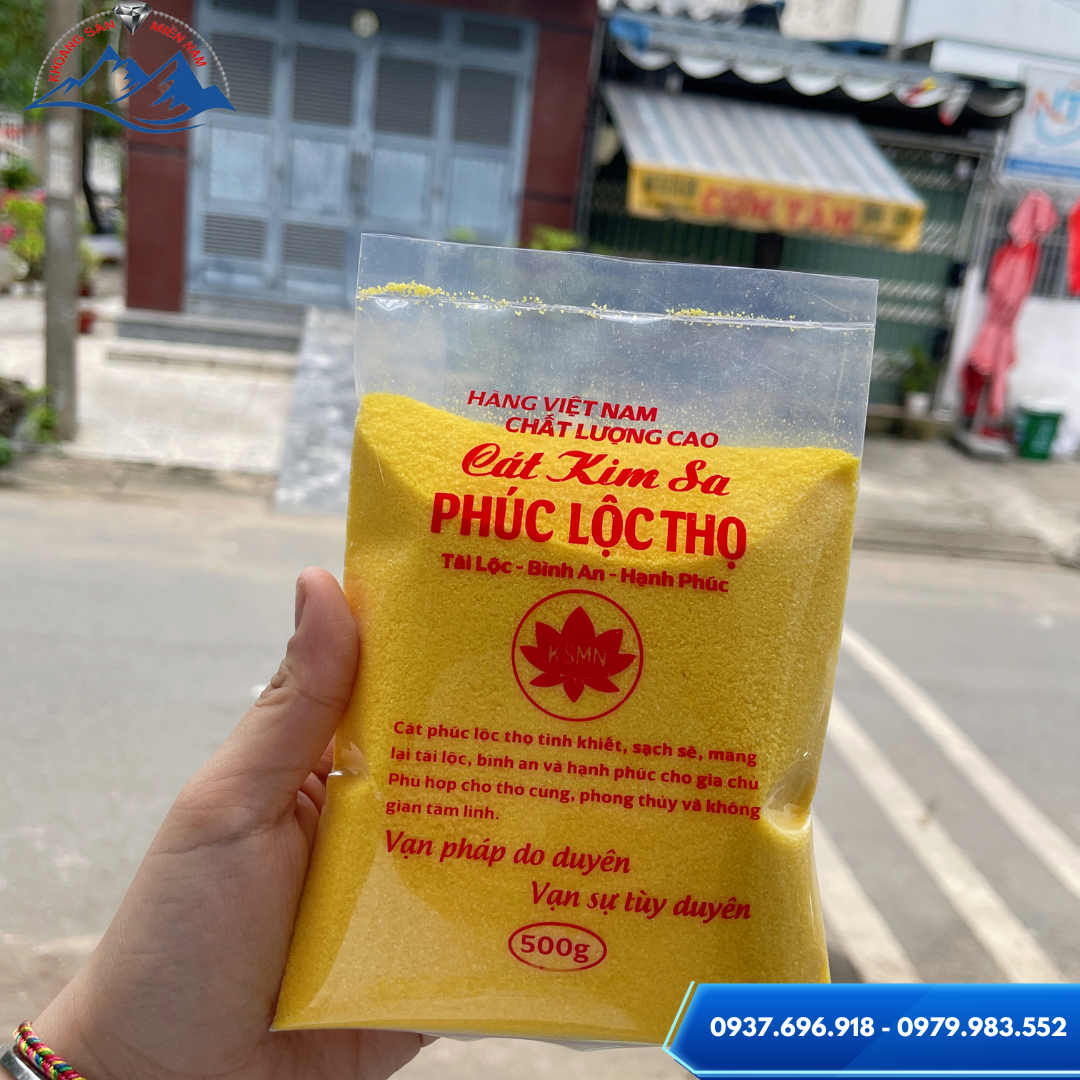 KHOÁNG SẢN MIỀN NAM
NT
CƠM TẤM
HÀNG VIỆT NAM
CHẤT LƯỢNG CAO
Cát Kim Sa
PHÚC LỘC THỌ
Tài Lộc - Bình An - Hạnh Phúc
KSMN
Cát phúc lộc thọ tinh khiết, sạch sẽ, mang
lại tài lộc, bình an và hạnh phúc cho gia chủ
Phù hợp cho thờ cúng, phong thủy và không
gian tâm linh.
Vạn pháp do duyên
Vạn sự tùy duyên
500g
0937.696.918 - 0979.983.552